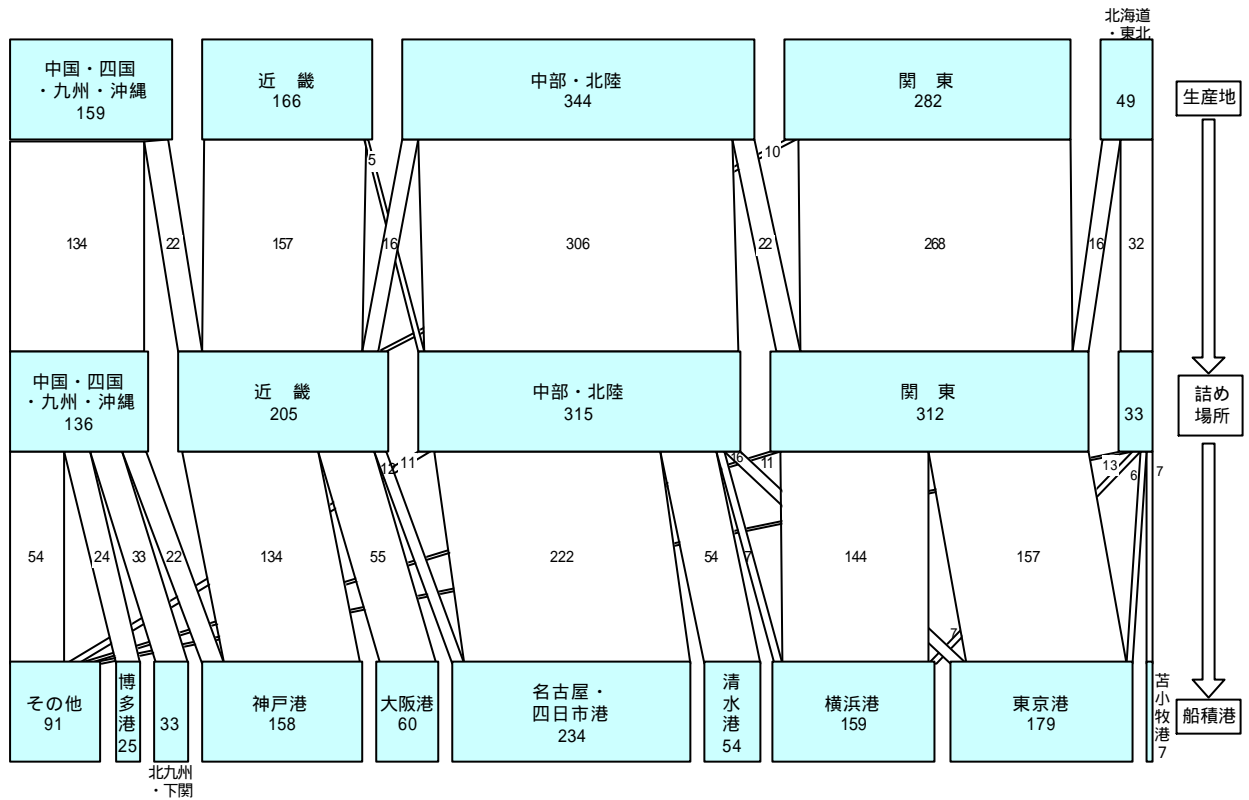 北海道
・東北
中国・四国
・九州・沖縄
159
近 畿
166
中部・北陸
344
関 東
282
49
生産地
5
10
134
22
157
16
306
22
268
16
32
中国・四国
・九州・沖縄
136
近 畿
205
中部・北陸
315
関 東
312
33
詰め
場所
12
11
16
11
13
6
7
54
24
33
22
134
55
222
54
7
144
157
7
その他
91
博多港
25
33
北九州
・下関
神戸港
158
大阪港
60
名古屋・
四日市港
234
清水港
54
横浜港
159
東京港
179
苫小牧港
7
船積港